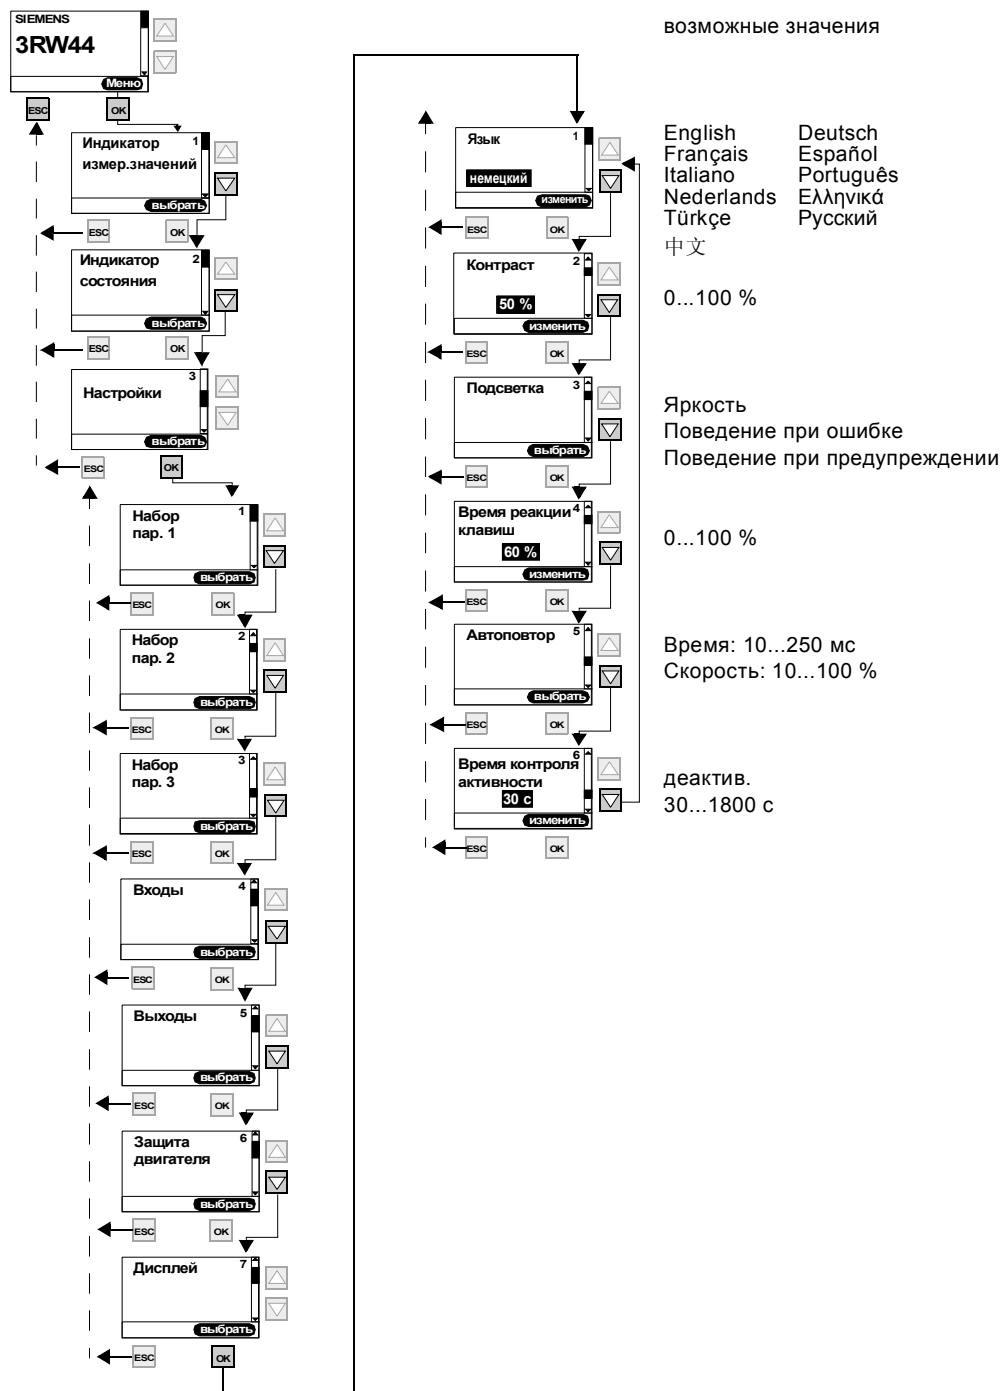 SIEMENS
3RW44
Меню
ESC
OK
Индикатор 1
измер.значений
выбрать
ESC
OK
Индикатор 2
состояния
выбрать
ESC
OK
3
Настройки
выбрать
ESC
OK
Набор 1
пар. 1
выбрать
ESC
OK
Набор 2
пар. 2
выбрать
ESC
OK
Набор 3
пар. 3
выбрать
ESC
OK
Входы 4
выбрать
ESC
OK
Выходы 5
выбрать
ESC
OK
Защита 6
двигателя
выбрать
ESC
OK
Дисплей 7
выбрать
ESC
OK
возможные значения
Язык 1
немецкий
изменить
ESC
OK
English Deutsch
Français Español
Italiano Português
Nederlands Ελληνικά
Türkçe Русский
中文
Контраст 2
50 %
изменить
ESC
OK
0...100 %
Подсветка 3
выбрать
ESC
OK
Яркость
Поведение при ошибке
Поведение при предупреждении
Время реакции 4
клавиш
60 %
изменить
ESC
OK
0...100 %
Автоповтор 5
выбрать
ESC
OK
Время: 10...250 мс
Скорость: 10...100 %
6
Время контроля
активности
30 с
изменить
ESC
OK
деактив.
30...1800 с